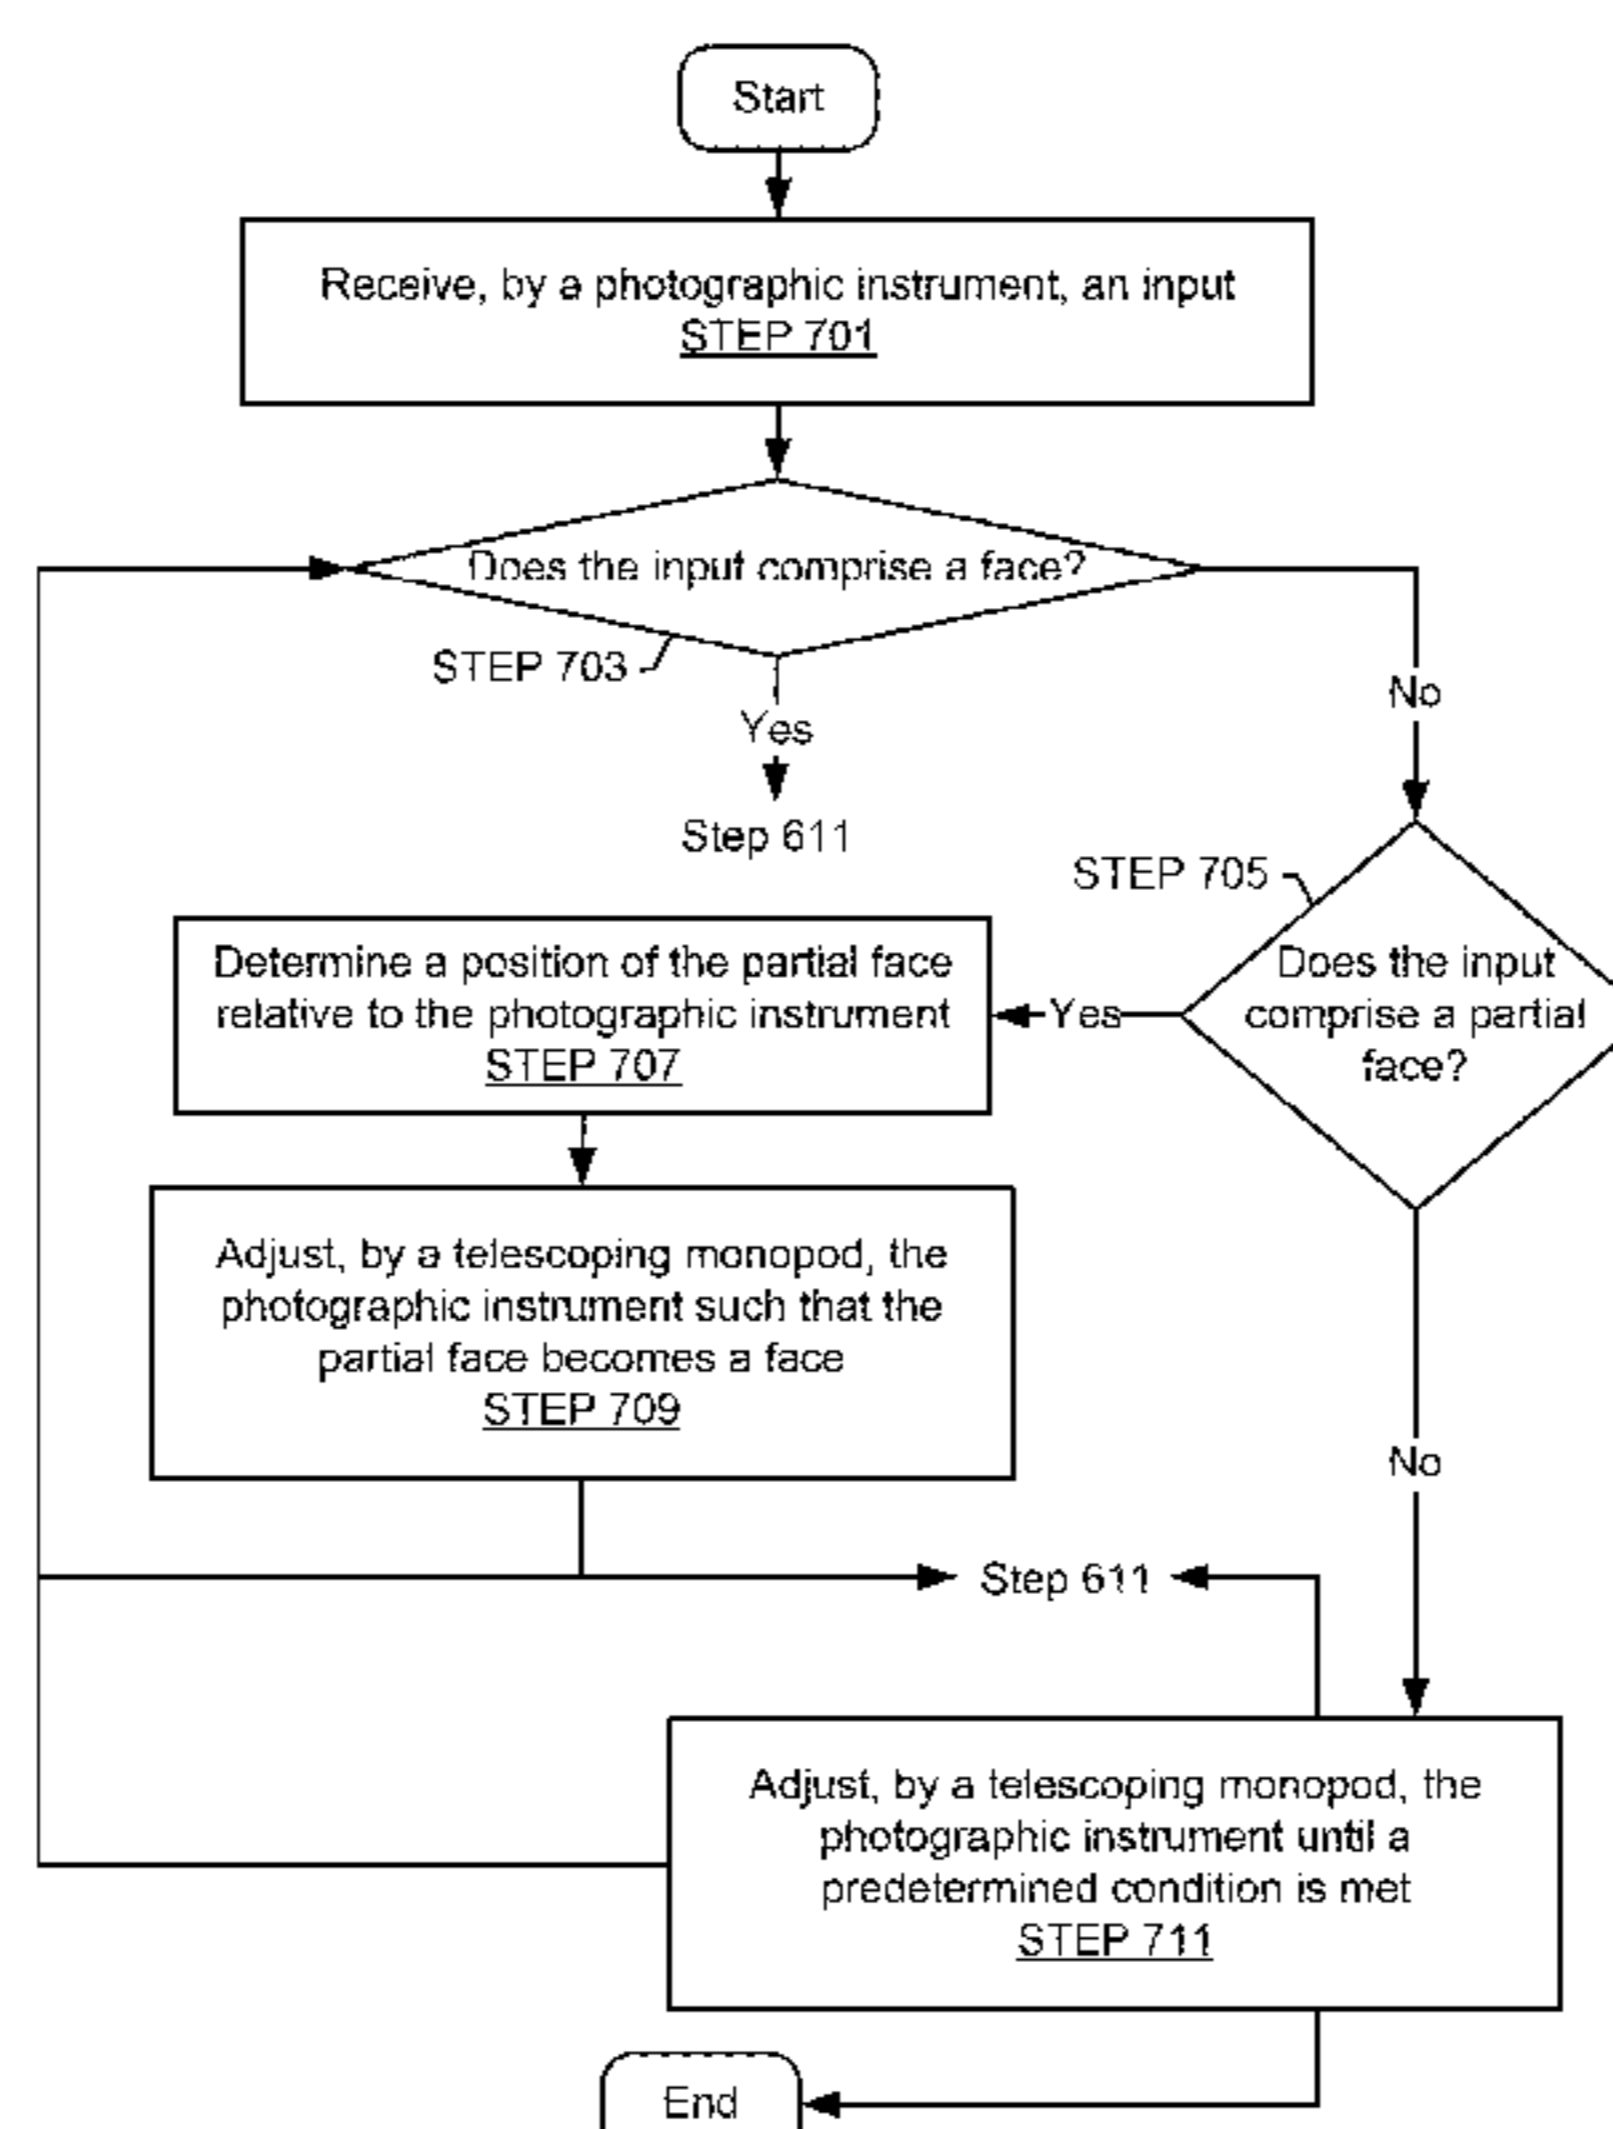 Start
Receive, by a photographic instrument, an input
STEP 701
Does the input comprise a face?
STEP 703
Yes
No
Step 611
STEP 705
Does the input
comprise a partial
face?
Yes
Determine a position of the partial face
relative to the photographic instrument
STEP 707
Adjust, by a telescoping monopod, the
photographic instrument such that the
partial face becomes a face
STEP 709
No
Step 611
Adjust, by a telescoping monopod, the
photographic instrument until a
predetermined condition is met
STEP 711
End